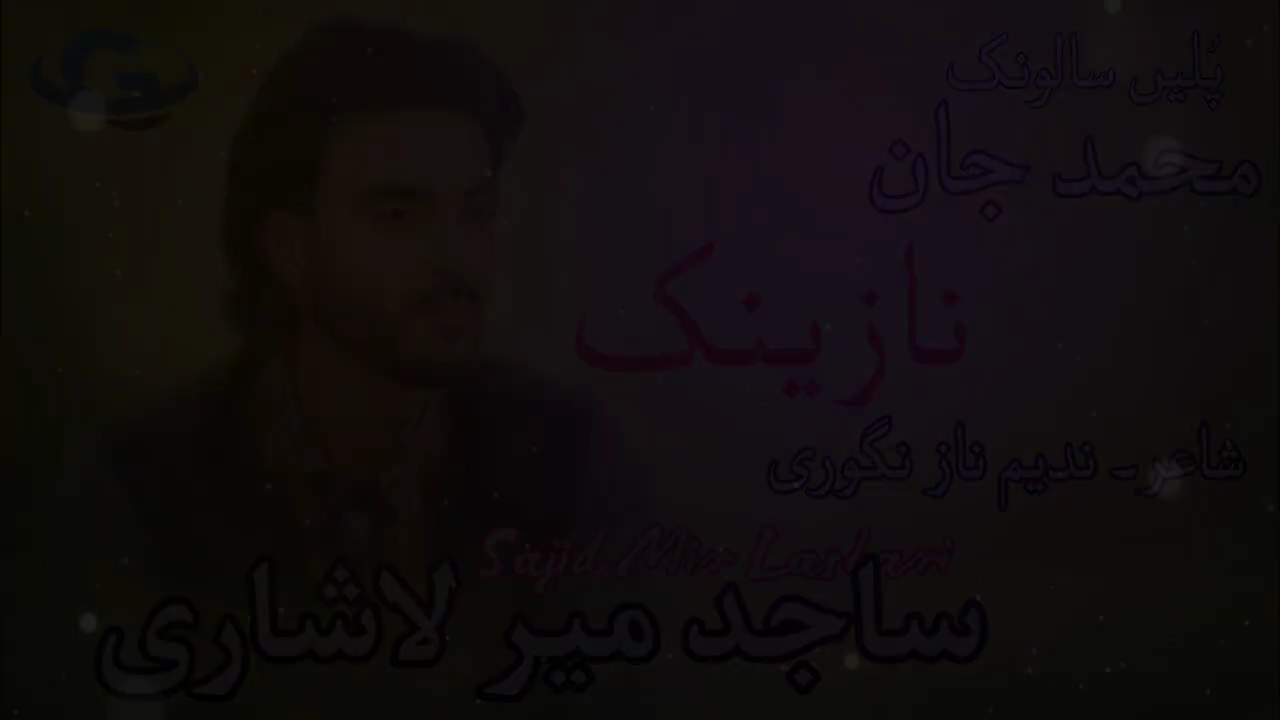 پُلیں سالونک
محمد جان
نازینک
شاعر - ندیم ناز نگوری
Sajid Mir Lashari
ساجد میر لاشاری